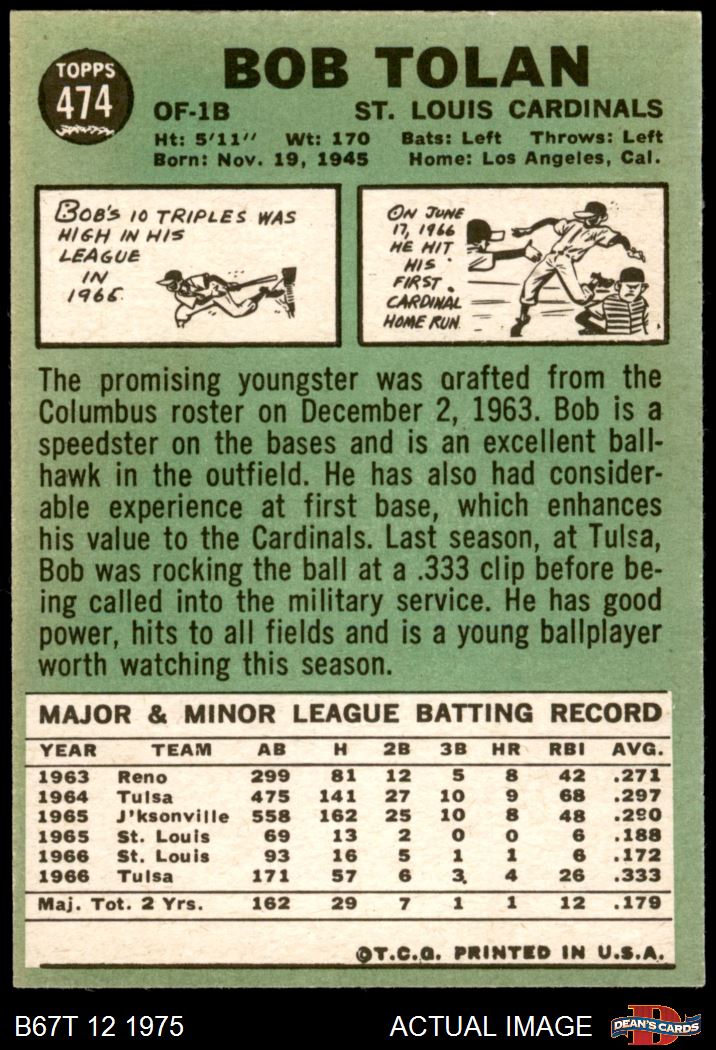 TOPPS
474
BOB TOLAN
OF-1B ST. LOUIS CARDINALS
Ht: 5'11" Wt: 170 Bats: Left Throws: Left
Born: Nov. 19, 1945 Home: Los Angeles, Cal.
BOB'S 10 TRIPLES WAS
HIGH IN HIS
LEAGUE
IN
1965
ON JUNE
17, 1966
HE HIT
HIS
FIRST
CARDINAL
HOME RUN
The promising youngster was drafted from the
Columbus roster on December 2, 1963. Bob is a
speedster on the bases and is an excellent ball-
hawk in the outfield. He has also had consider-
able experience at first base, which enhances
his value to the Cardinals. Last season, at Tulsa,
Bob was rocking the ball at a .333 clip before be-
ing called into the military service. He has good
power, hits to all fields and is a young ballplayer
worth watching this season.
MAJOR & MINOR LEAGUE BATTING RECORD
YEAR TEAM AB H 2B 3B HR RBI AVG.
1963 Reno 299 81 12 5 8 42 .271
1964 Tulsa 475 141 27 10 9 68 .297
1965 J'ksonville 558 162 25 10 8 48 .290
1965 St. Louis 69 13 2 0 0 6 .188
1966 St. Louis 93 16 5 1 1 6 .172
1966 Tulsa 171 57 6 3 4 26 .333
Maj. Tot. 2 Yrs. 162 29 7 1 1 12 .179
©T.C.G. PRINTED IN U.S.A.
B67T 12 1975 ACTUAL IMAGE DEAN'S CARDS